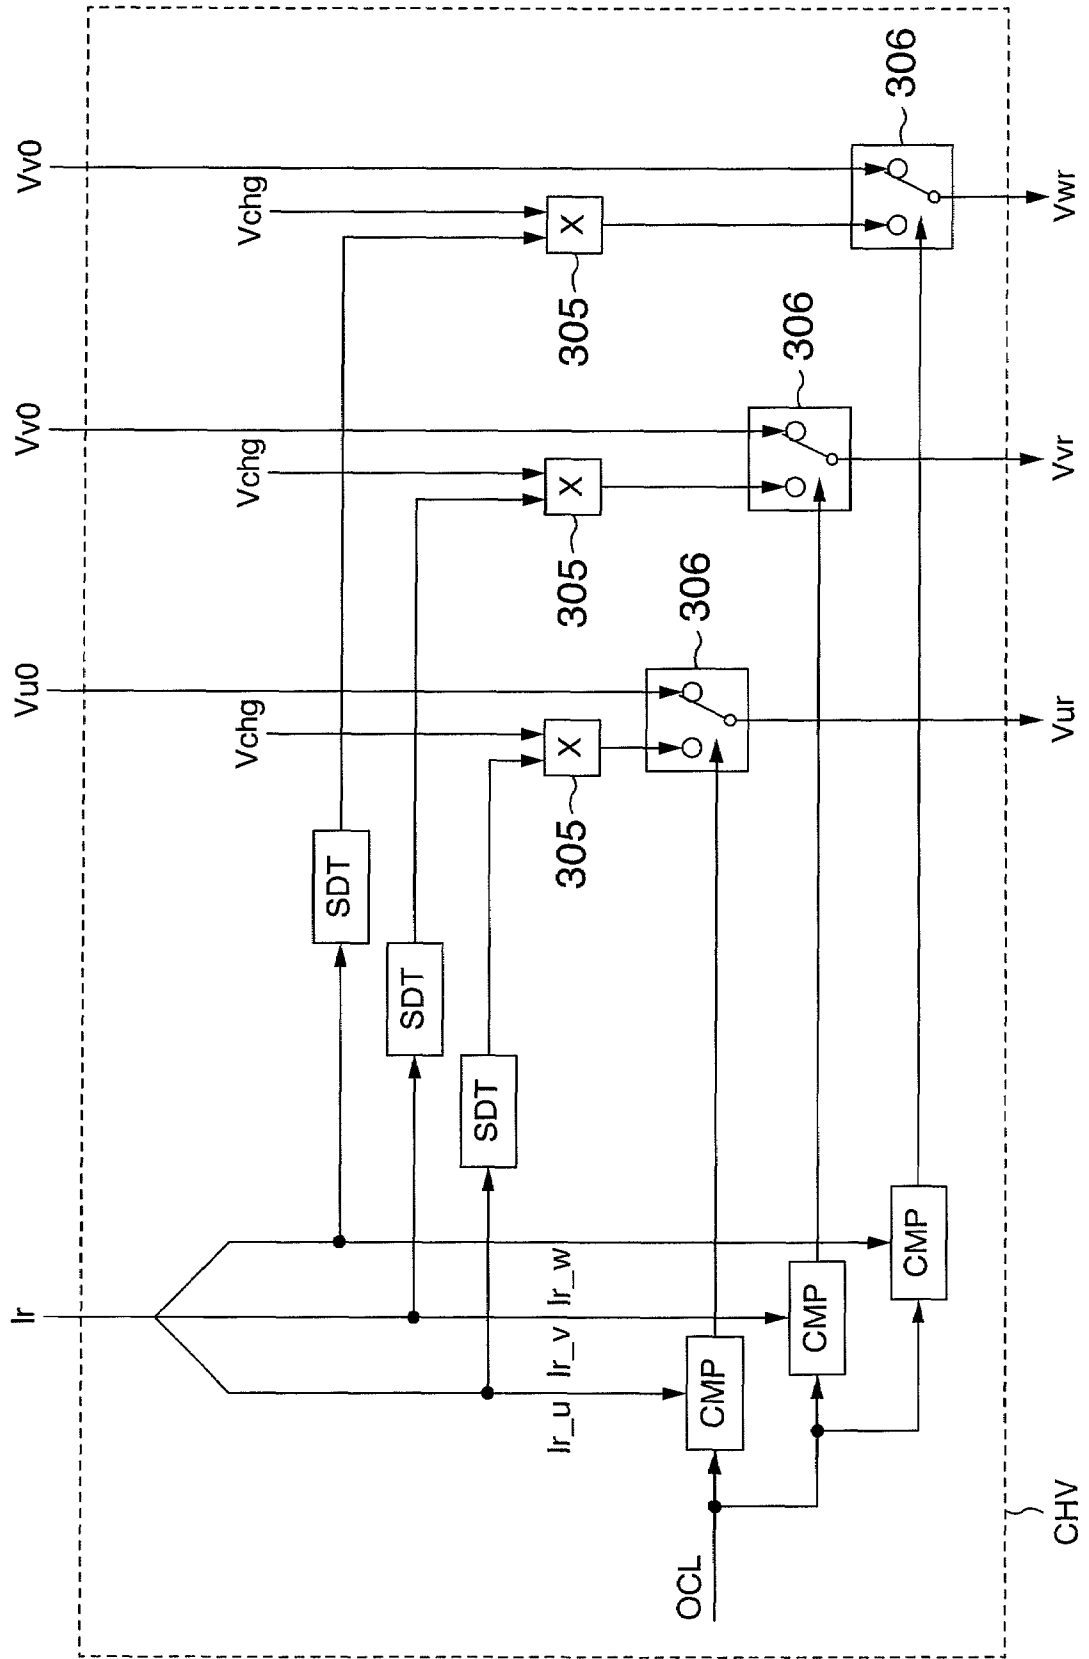 Ir
Vu0
Vv0
Vv0
Vchg
Vchg
Vchg
SDT
SDT
SDT
X
X
X
305
305
305
Ir_u
Ir_v
Ir_w
306
306
306
OCL
CMP
CMP
CMP
CHV
Vur
Vvr
Vwr